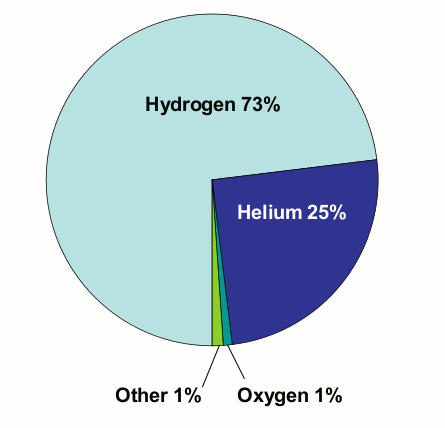 Hydrogen 73%
Helium 25%
Other 1%
Oxygen 1%